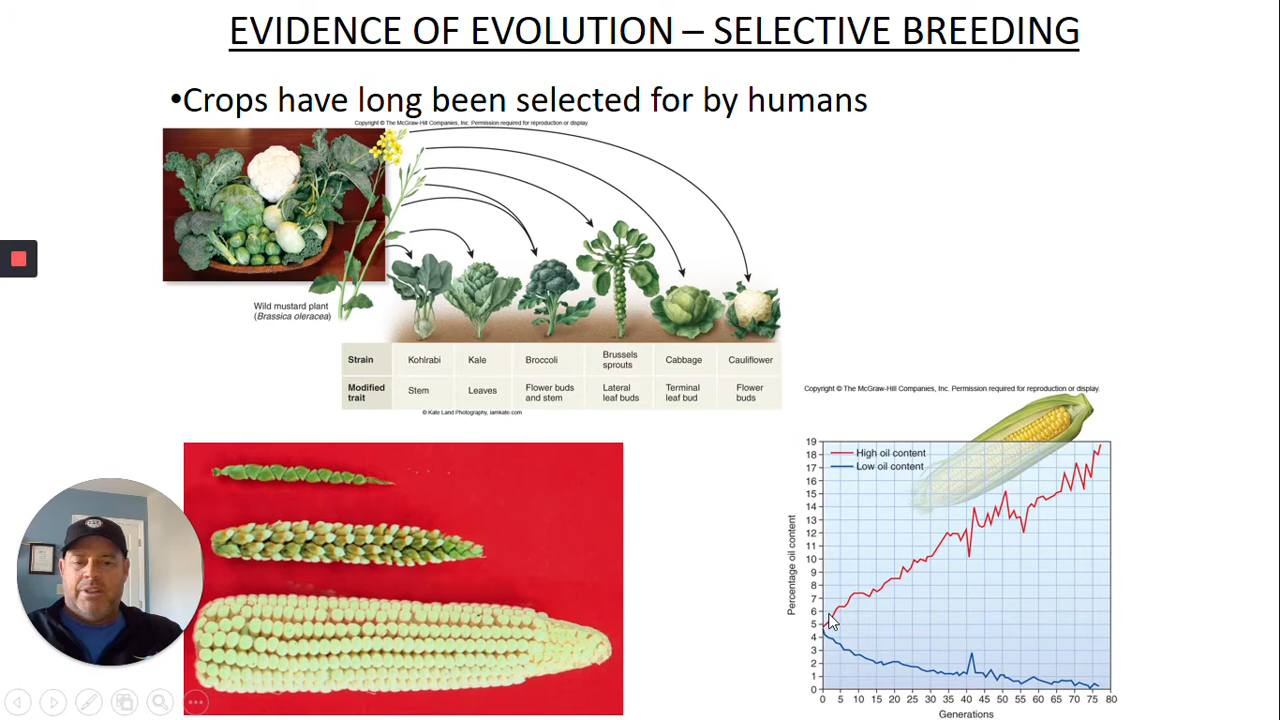 EVIDENCE OF EVOLUTION – SELECTIVE BREEDING
•Crops have long been selected for by humans
Copyright © The McGraw-Hill Companies, Inc. Permission required for reproduction or display.
Wild mustard plant
(Brassica oleracea)
Strain Kohlrabi Kale Broccoli Brussels sprouts Cabbage Cauliflower
Modified trait Stem Leaves Flower buds and stem Lateral leaf buds Terminal leaf bud Flower buds
© Kate Land Photography, iamkate.com
Copyright © The McGraw-Hill Companies, Inc. Permission required for reproduction or display.
High oil content
Low oil content
Percentage oil content
19
18
17
16
15
14
13
12
11
10
9
8
7
6
5
4
3
2
1
0
0 5 10 15 20 25 30 35 40 45 50 55 60 65 70 75 80
Generations